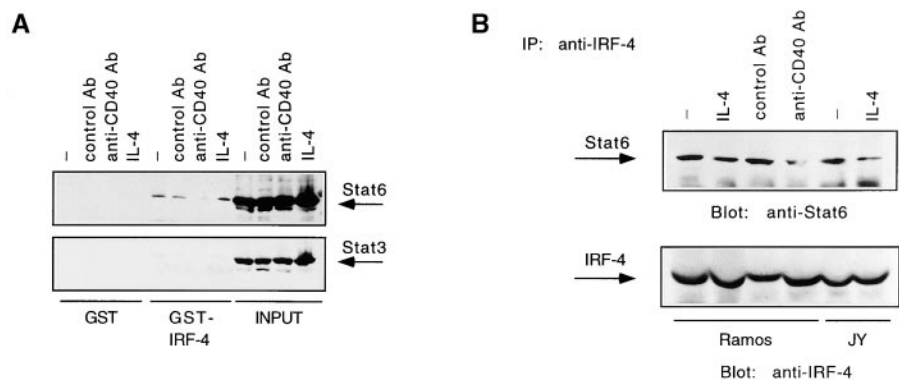 A
–
control Ab
anti-CD40 Ab
IL-4
–
control Ab
anti-CD40 Ab
IL-4
–
control Ab
anti-CD40 Ab
IL-4
Stat6
Stat3
GST
GST-
IRF-4
INPUT
B
IP: anti-IRF-4
–
IL-4
control Ab
anti-CD40 Ab
–
IL-4
Stat6
Blot: anti-Stat6
IRF-4
Ramos
JY
Blot: anti-IRF-4